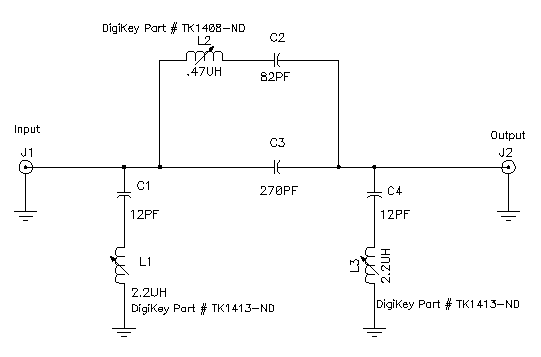 DigiKey Part # TK1408-ND
L2
C2
.47UH
82PF
Input
Output
J1
C3
J2
270PF
C1
C4
12PF
12PF
L1
L3
2.2UH
2.2UH
DigiKey Part # TK1413-ND
DigiKey Part # TK1413-ND